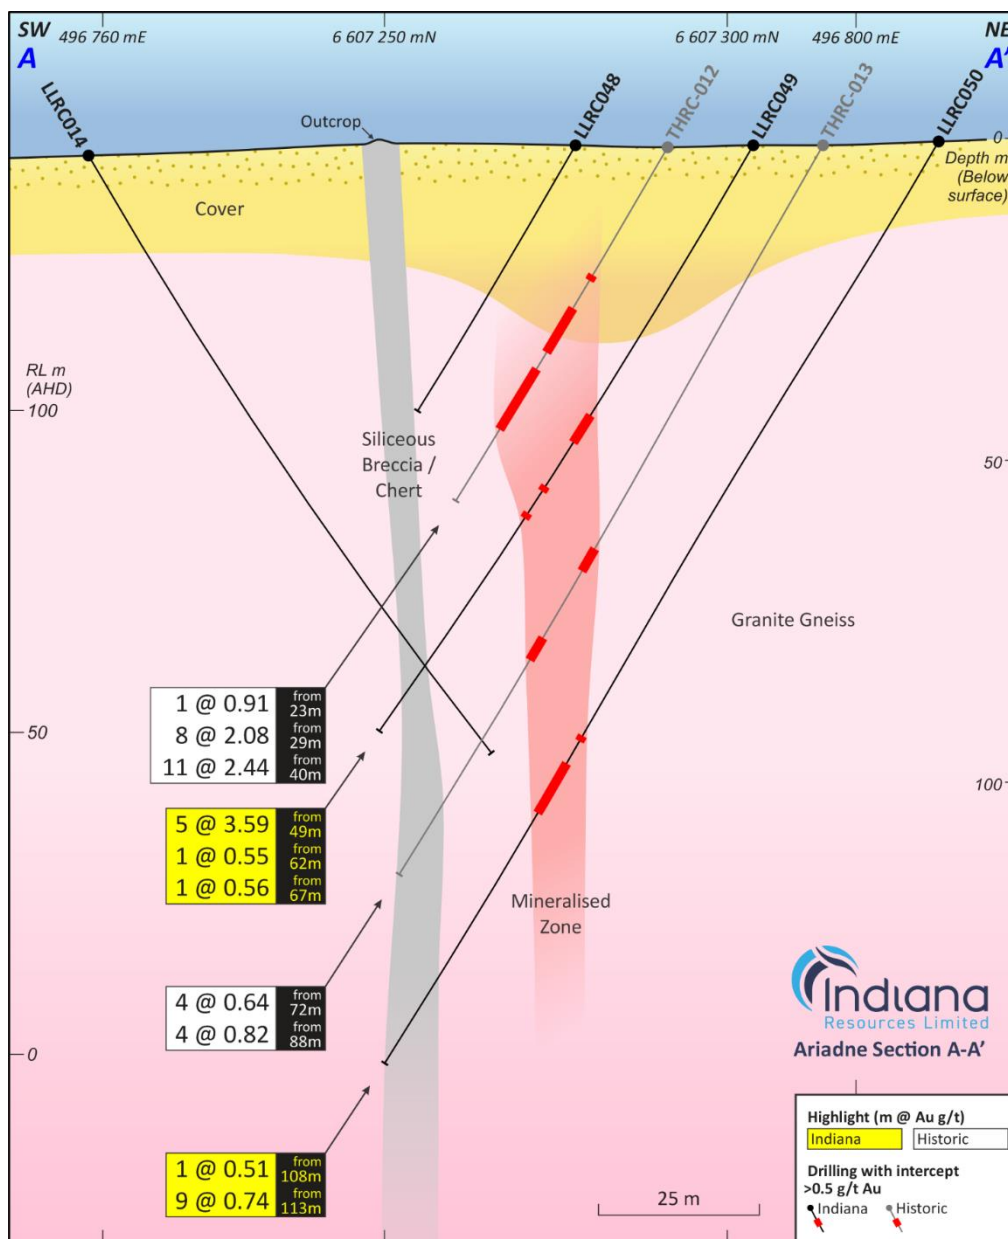 SW
496 760 mE
6 607 250 mN
6 607 300 mN
496 800 mE
NE
A
A'
LLRC014
LLRC048
THRC-012
LLRC049
THRC-013
LLRC050
Outcrop
0
Depth m
(Below
surface)
Cover
RL m
(AHD)
100
Siliceous
Breccia /
Chert
50
Granite Gneiss
1 @ 0.91 from 23m
8 @ 2.08 from 29m
11 @ 2.44 from 40m
50
100
5 @ 3.59 from 49m
1 @ 0.55 from 62m
1 @ 0.56 from 67m
Mineralised
Zone
4 @ 0.64 from 72m
4 @ 0.82 from 88m
0
Indiana
Resources Limited
Ariadne Section A-A'
1 @ 0.51 from 108m
9 @ 0.74 from 113m
25 m
Highlight (m @ Au g/t)
Indiana
Historic
Drilling with intercept
>0.5 g/t Au
Indiana
Historic